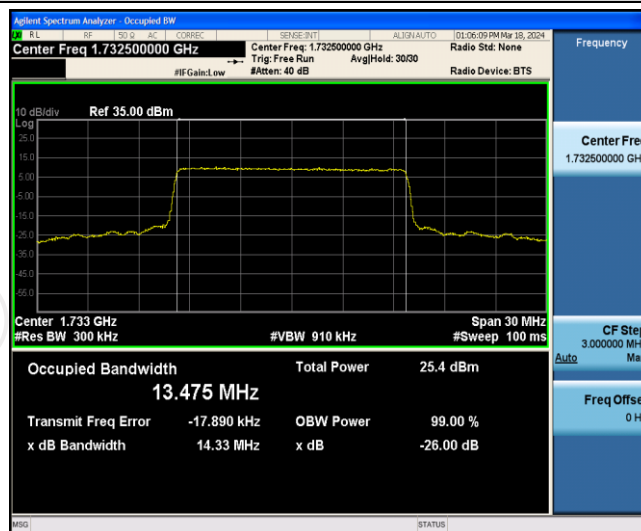 Agilent Spectrum Analyzer - Occupied BW
RL RF 50 Ω AC CORREC SENSE:INT ALIGN AUTO 01:06:09 PM Mar 18, 2024
Center Freq 1.732500000 GHz
Center Freq: 1.732500000 GHz
Radio Std: None
Trig: Free Run Avg|Hold: 30/30
#IFGain:Low #Atten: 40 dB Radio Device: BTS
Frequency
10 dB/div Ref 35.00 dBm
Log
25.0
15.0
5.00
-5.00
-15.0
-25.0
-35.0
-45.0
-55.0
Center 1.733 GHz Span 30 MHz
#Res BW 300 kHz #VBW 910 kHz #Sweep 100 ms
Occupied Bandwidth Total Power 25.4 dBm
13.475 MHz
Transmit Freq Error -17.890 kHz OBW Power 99.00 %
x dB Bandwidth 14.33 MHz x dB -26.00 dB
Center Fre
1.732500000 GH
CF Ste
3.000000 MH
Auto Ma
Freq Offse
0 H
MSG STATUS